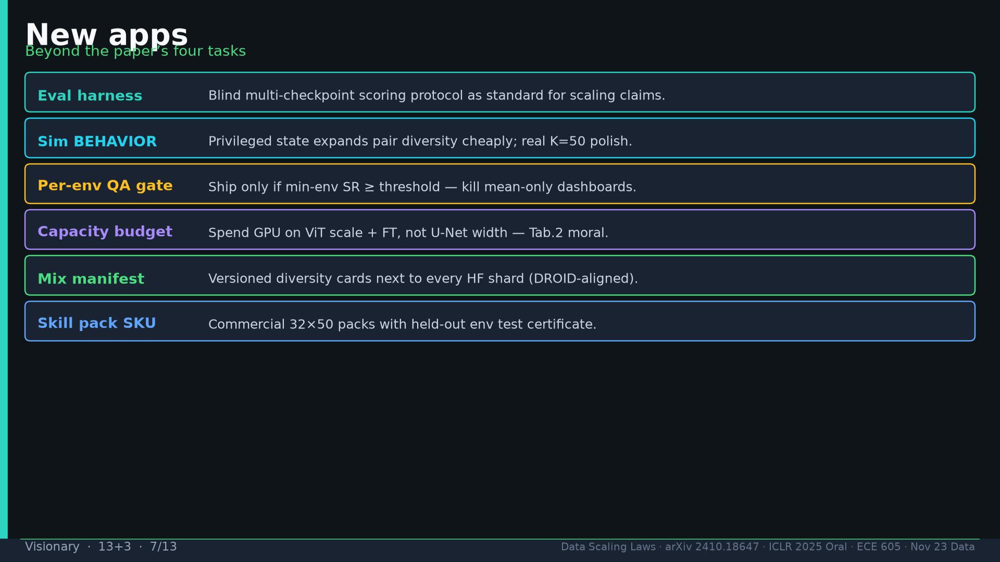 New apps
Beyond the paper’s four tasks
Eval harness Blind multi-checkpoint scoring protocol as standard for scaling claims.
Sim BEHAVIOR Privileged state expands pair diversity cheaply; real K=50 polish.
Per-env QA gate Ship only if min-env SR ≥ threshold — kill mean-only dashboards.
Capacity budget Spend GPU on ViT scale + FT, not U-Net width — Tab.2 moral.
Mix manifest Versioned diversity cards next to every HF shard (DROID-aligned).
Skill pack SKU Commercial 32×50 packs with held-out env test certificate.
Visionary · 13+3 · 7/13 Data Scaling Laws · arXiv 2410.18647 · ICLR 2025 Oral · ECE 605 · Nov 23 Data